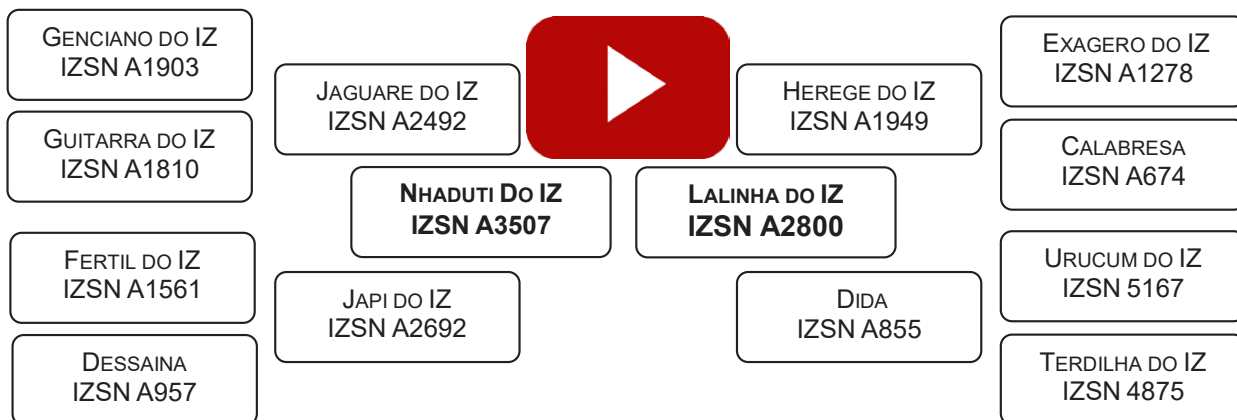 GENCIANO DO IZ
IZSN A1903
GUITARRA DO IZ
IZSN A1810
FERTIL DO IZ
IZSN A1561
DESSAINA
IZSN A957
JAGUARE DO IZ
IZSN A2492
JAPI DO IZ
IZSN A2692
NHADUTI DO IZ
IZSN A3507
LALINHA DO IZ
IZSN A2800
HEREGE DO IZ
IZSN A1949
DIDA
IZSN A855
EXAGERO DO IZ
IZSN A1278
CALABRESA
IZSN A674
URUCUM DO IZ
IZSN 5167
TERDILHA DO IZ
IZSN 4875